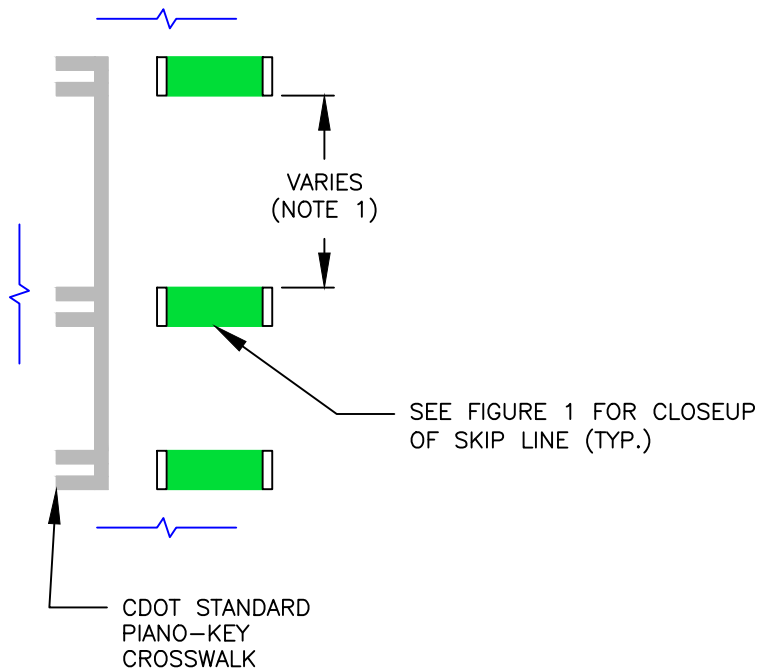 VARIES
(NOTE 1)
SEE FIGURE 1 FOR CLOSEUP
OF SKIP LINE (TYP.)
CDOT STANDARD
PIANO-KEY
CROSSWALK